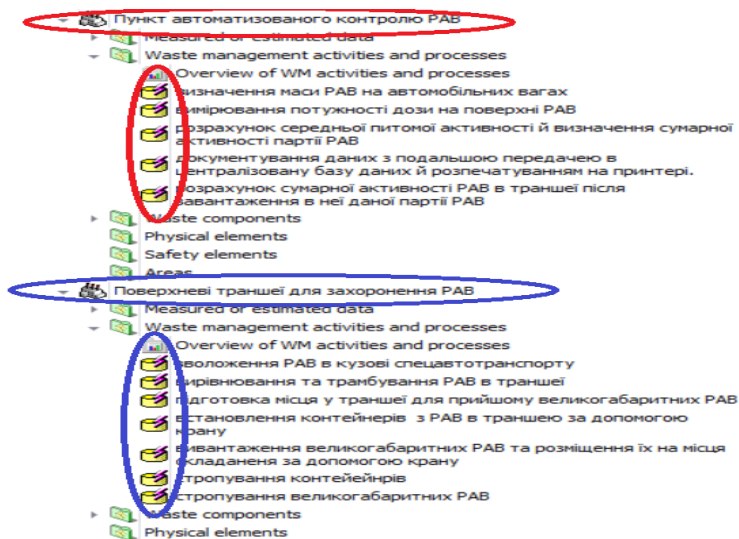 Пункт автоматизованого контролю РАВ
Measured or estimated data
Waste management activities and processes
Overview of WM activities and processes
визначення маси РАВ на автомобільних вагах
вимірювання потужності дози на поверхні РАВ
розрахунок середньої питомої активності й визначення сумарної
активності партії РАВ
документування даних з подальшою передачею в
централізовану базу даних й розпечатуванням на принтері.
розрахунок сумарної активності РАВ в траншеї після
завантаження в неї даної партії РАВ
Waste components
Physical elements
Safety elements
Areas
Поверхневі траншеї для захоронення РАВ
Measured or estimated data
Waste management activities and processes
Overview of WM activities and processes
зволоження РАВ в кузові спецавтотранспорту
вирівнювання та трамбування РАВ в траншеї
підготовка місця у траншеї для прийшому великогабаритних РАВ
встановлення контейнерів з РАВ в траншею за допомогою
крану
вивантаження великогабаритних РАВ та розміщення їх на місця
складаненя за допомогою крану
стропування контейейнрів
стропування великогабаритних РАВ
Waste components
Physical elements